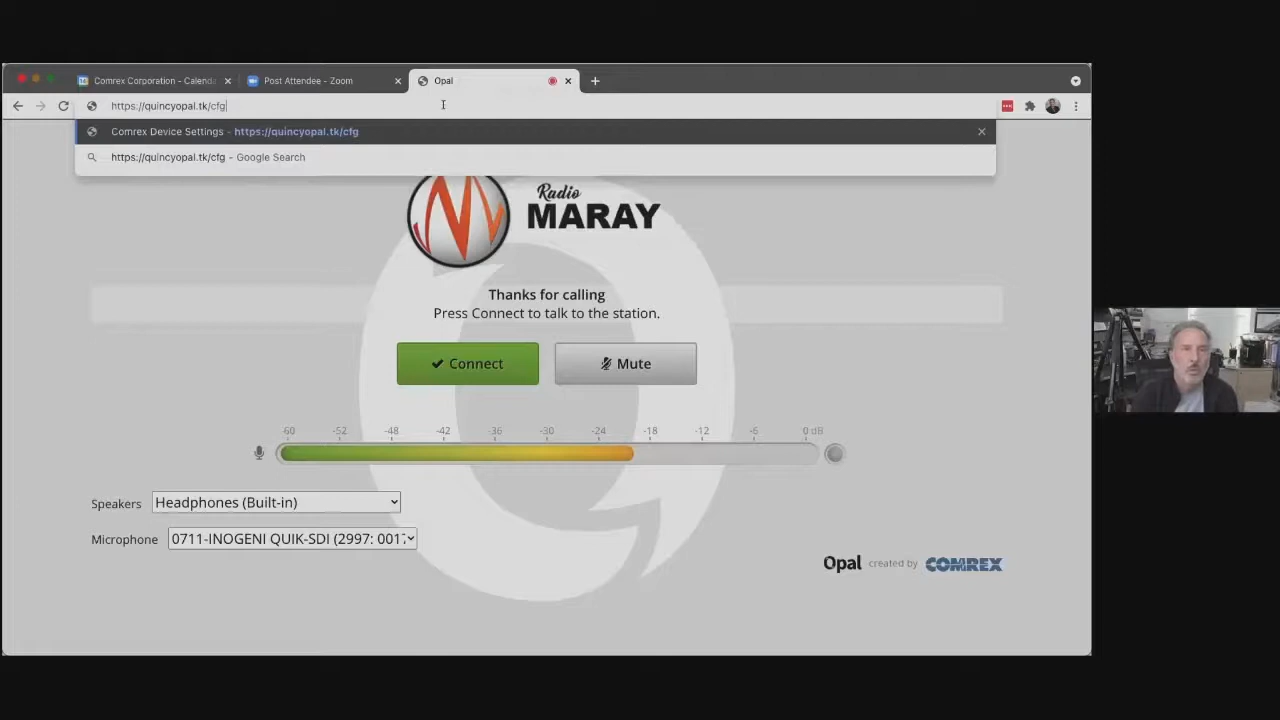 Comrex Corporation - Calenda
Post Attendee - Zoom
Opal
https://quincyopal.tk/cfg
Comrex Device Settings - https://quincyopal.tk/cfg
https://quincyopal.tk/cfg - Google Search
Radio
MARAY
Thanks for calling
Press Connect to talk to the station.
Connect
Mute
-60 -52 -48 -42 -36 -30 -24 -18 -12 -6 0 dB
Speakers Headphones (Built-in)
Microphone 0711-INOGENI QUIK-SDI (2997: 0017
Opal created by COMREX